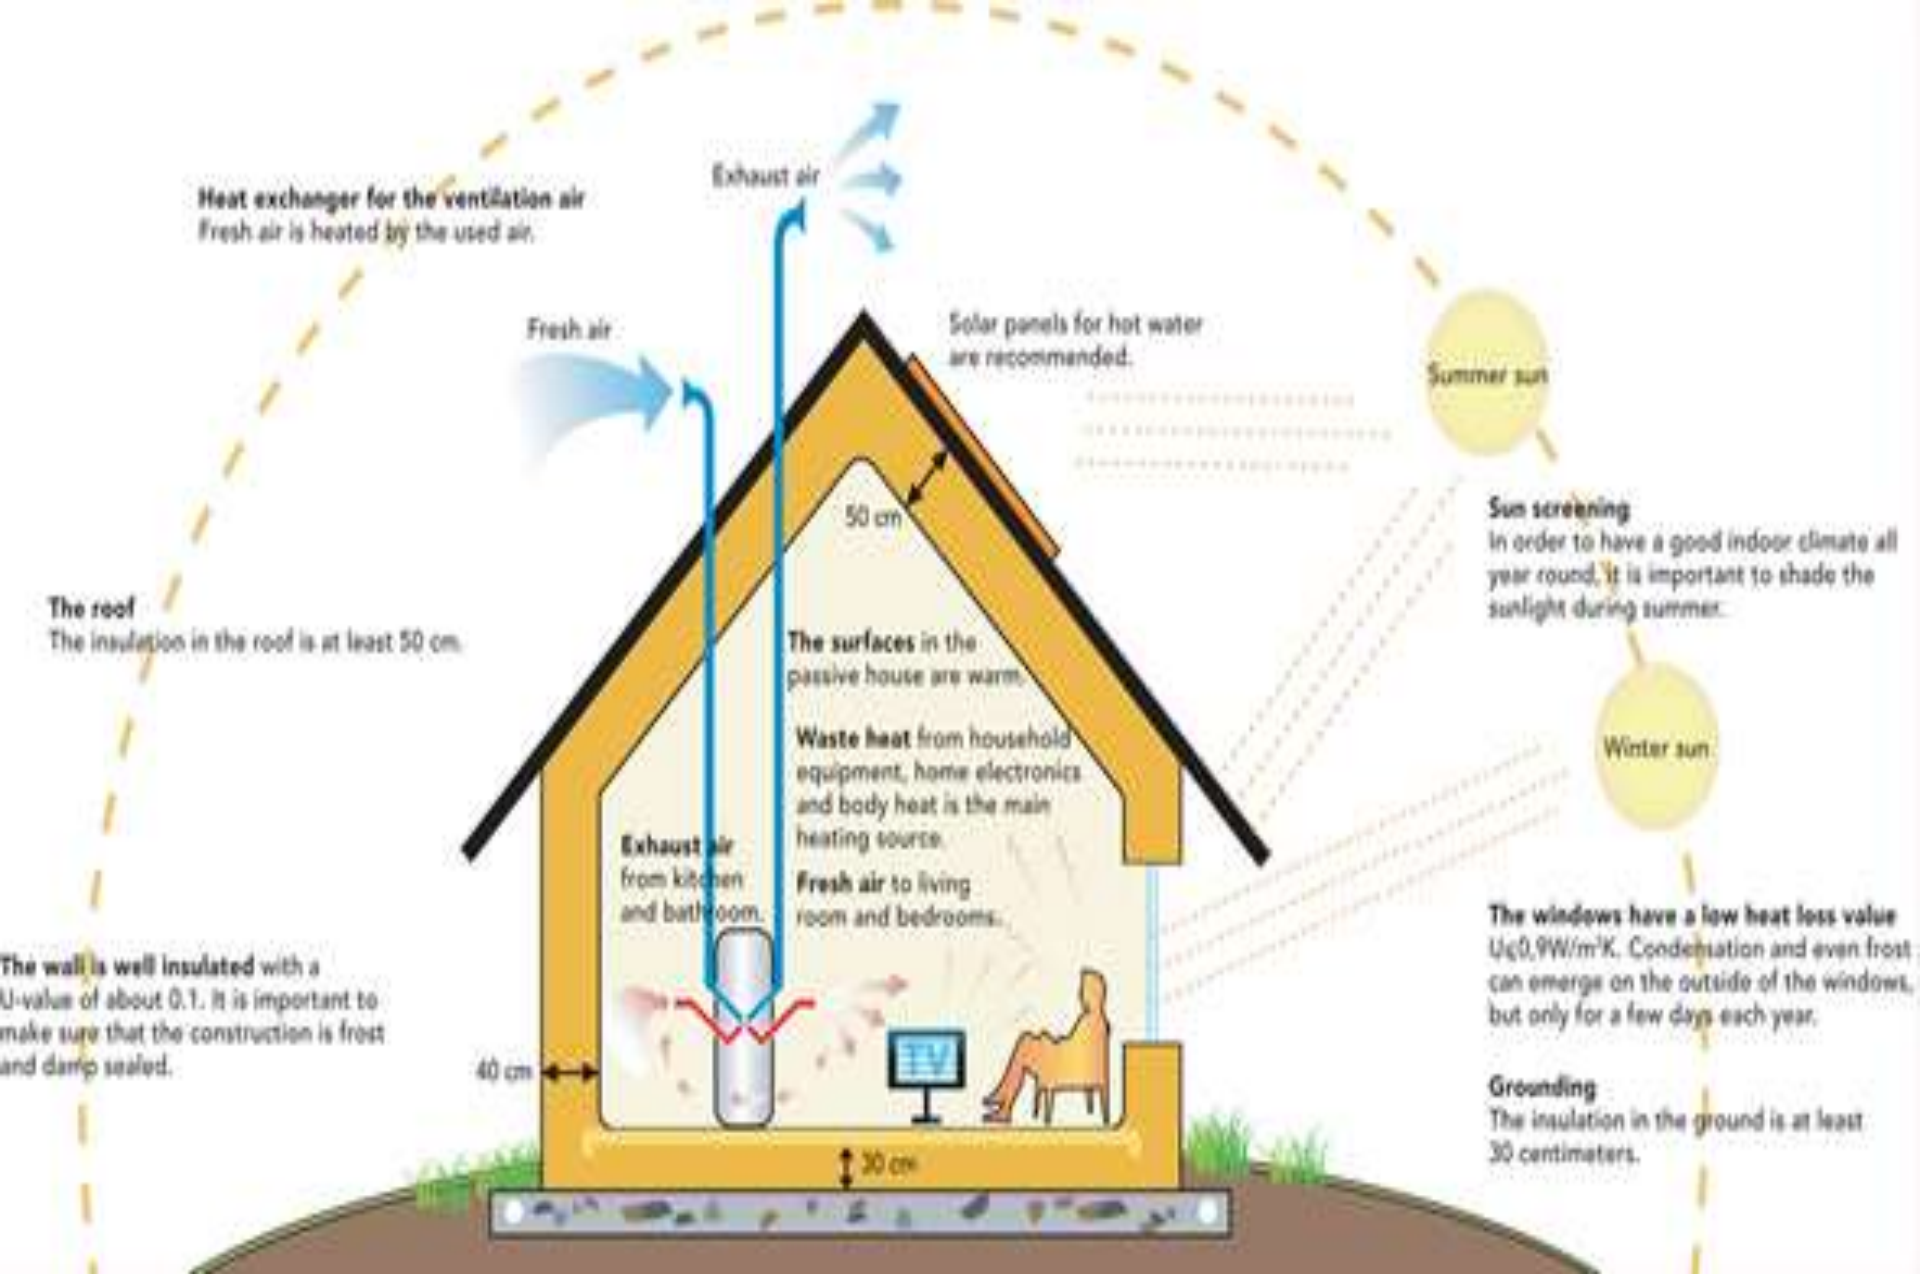 Exhaust air
Heat exchanger for the ventilation air
Fresh air is heated by the used air.
Fresh air
Solar panels for hot water
are recommended.
Summer sun
50 cm
Sun screening
In order to have a good indoor climate all
year round, it is important to shade the
sunlight during summer.
The roof
The insulation in the roof is at least 50 cm.
The surfaces in the
passive house are warm.
Waste heat from household
equipment, home electronics
and body heat is the main
heating source.
Winter sun
Exhaust air
from kitchen
and bathroom.
Fresh air to living
room and bedrooms.
The windows have a low heat loss value
U≤0,9W/m²K. Condensation and even frost
can emerge on the outside of the windows,
but only for a few days each year.
The wall is well insulated with a
U-value of about 0.1. It is important to
make sure that the construction is frost
and damp sealed.
40 cm
TV
Grounding
The insulation in the ground is at least
30 centimeters.
30 cm